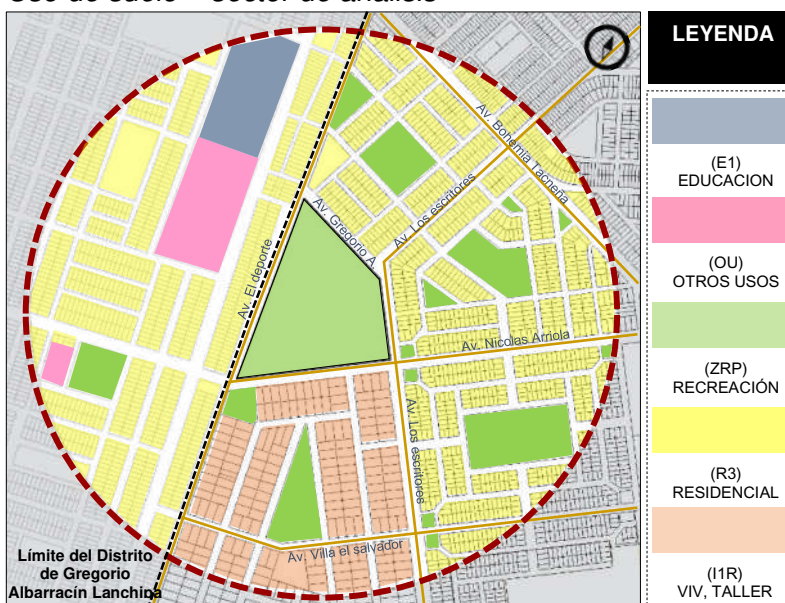 Uso de suelo – sector de análisis
LEYENDA
(E1)
EDUCACION
(OU)
OTROS USOS
(ZRP)
RECREACIÓN
(R3)
RESIDENCIAL
(I1R)
VIV, TALLER
Av. Bohemia Tacneña
Av. Los escritores
Av. Gregorio A.
Av. El deporte
Av. Nicolas Arriola
Av. Los escritores
Av. Villa el salvador
Límite del Distrito
de Gregorio
Albarracín Lanchipa